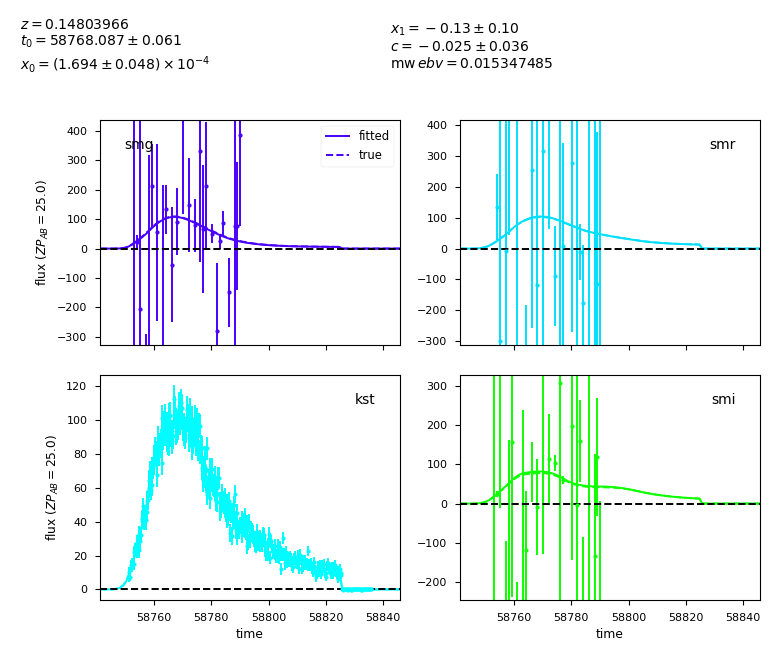 z = 0.14803966
t₀ = 58768.087 ± 0.061
x₀ = (1.694 ± 0.048) × 10⁻⁴
x₁ = −0.13 ± 0.10
c = −0.025 ± 0.036
mw ebv = 0.015347485
400
300
200
100
0
−100
−200
−300
flux (ZP_AB = 25.0)
smg
fitted
true
400
300
200
100
0
−100
−200
−300
smr
120
100
80
60
40
20
0
flux (ZP_AB = 25.0)
kst
58760 58780 58800 58820 58840
time
300
200
100
0
−100
−200
smi
58760 58780 58800 58820 58840
time